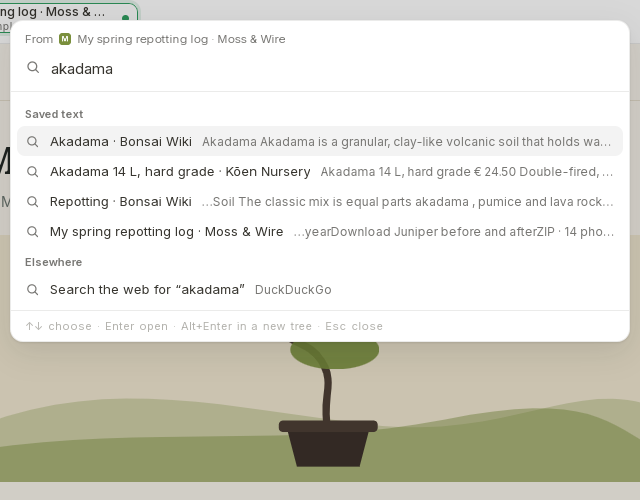 ng log · Moss & …
From M My spring repotting log · Moss & Wire
akadama
Saved text
Akadama · Bonsai Wiki Akadama Akadama is a granular, clay-like volcanic soil that holds wa…
Akadama 14 L, hard grade · Kōen Nursery Akadama 14 L, hard grade € 24.50 Double-fired, …
Repotting · Bonsai Wiki …Soil The classic mix is equal parts akadama , pumice and lava rock…
My spring repotting log · Moss & Wire …yearDownload Juniper before and afterZIP · 14 pho…
Elsewhere
Search the web for “akadama” DuckDuckGo
↑↓ choose · Enter open · Alt+Enter in a new tree · Esc close